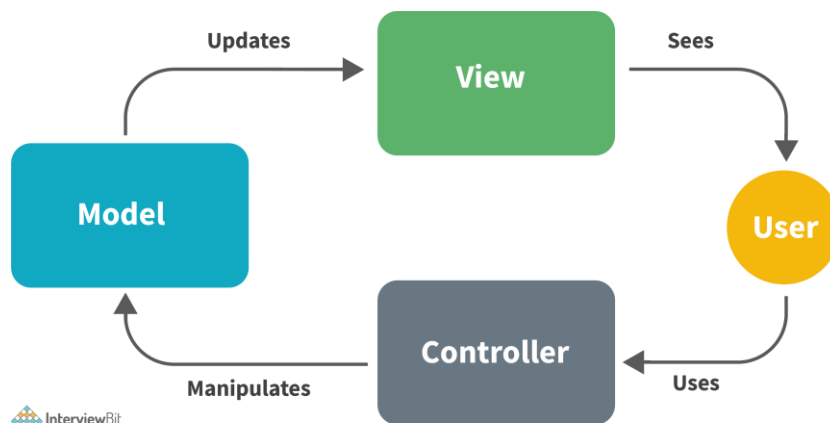 Updates
Sees
View
Model
User
Controller
Manipulates
Uses
InterviewBit